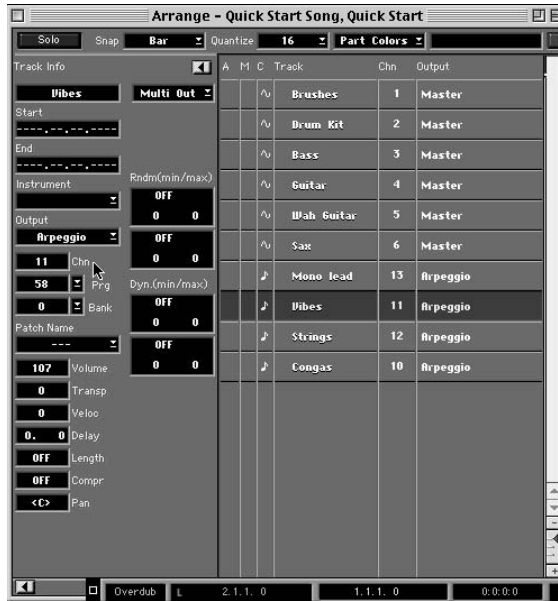 Arrange - Quick Start Song, Quick Start
Solo Snap Bar Quantize 16 Part Colors
Track Info
Vibes Multi Out
Start
----.--.--.----
End
----.--.--.----
Instrument
Output
Arpeggio
11 Chn
58 Prg
0 Bank
Patch Name
---
107 Volume
0 Transp
0 Veloc
0. 0 Delay
OFF Length
OFF Compr
<C> Pan
Rndm(min/max)
OFF
0 0
OFF
0 0
Dyn.(min/max)
OFF
0 0
OFF
0 0
A M C Track Chn Output
Brushes 1 Master
Drum Kit 2 Master
Bass 3 Master
Guitar 4 Master
Wah Guitar 5 Master
Sax 6 Master
Mono lead 13 Arpeggio
Vibes 11 Arpeggio
Strings 12 Arpeggio
Congas 10 Arpeggio
Overdub L 2.1.1. 0 1.1.1. 0 0:0:0:0